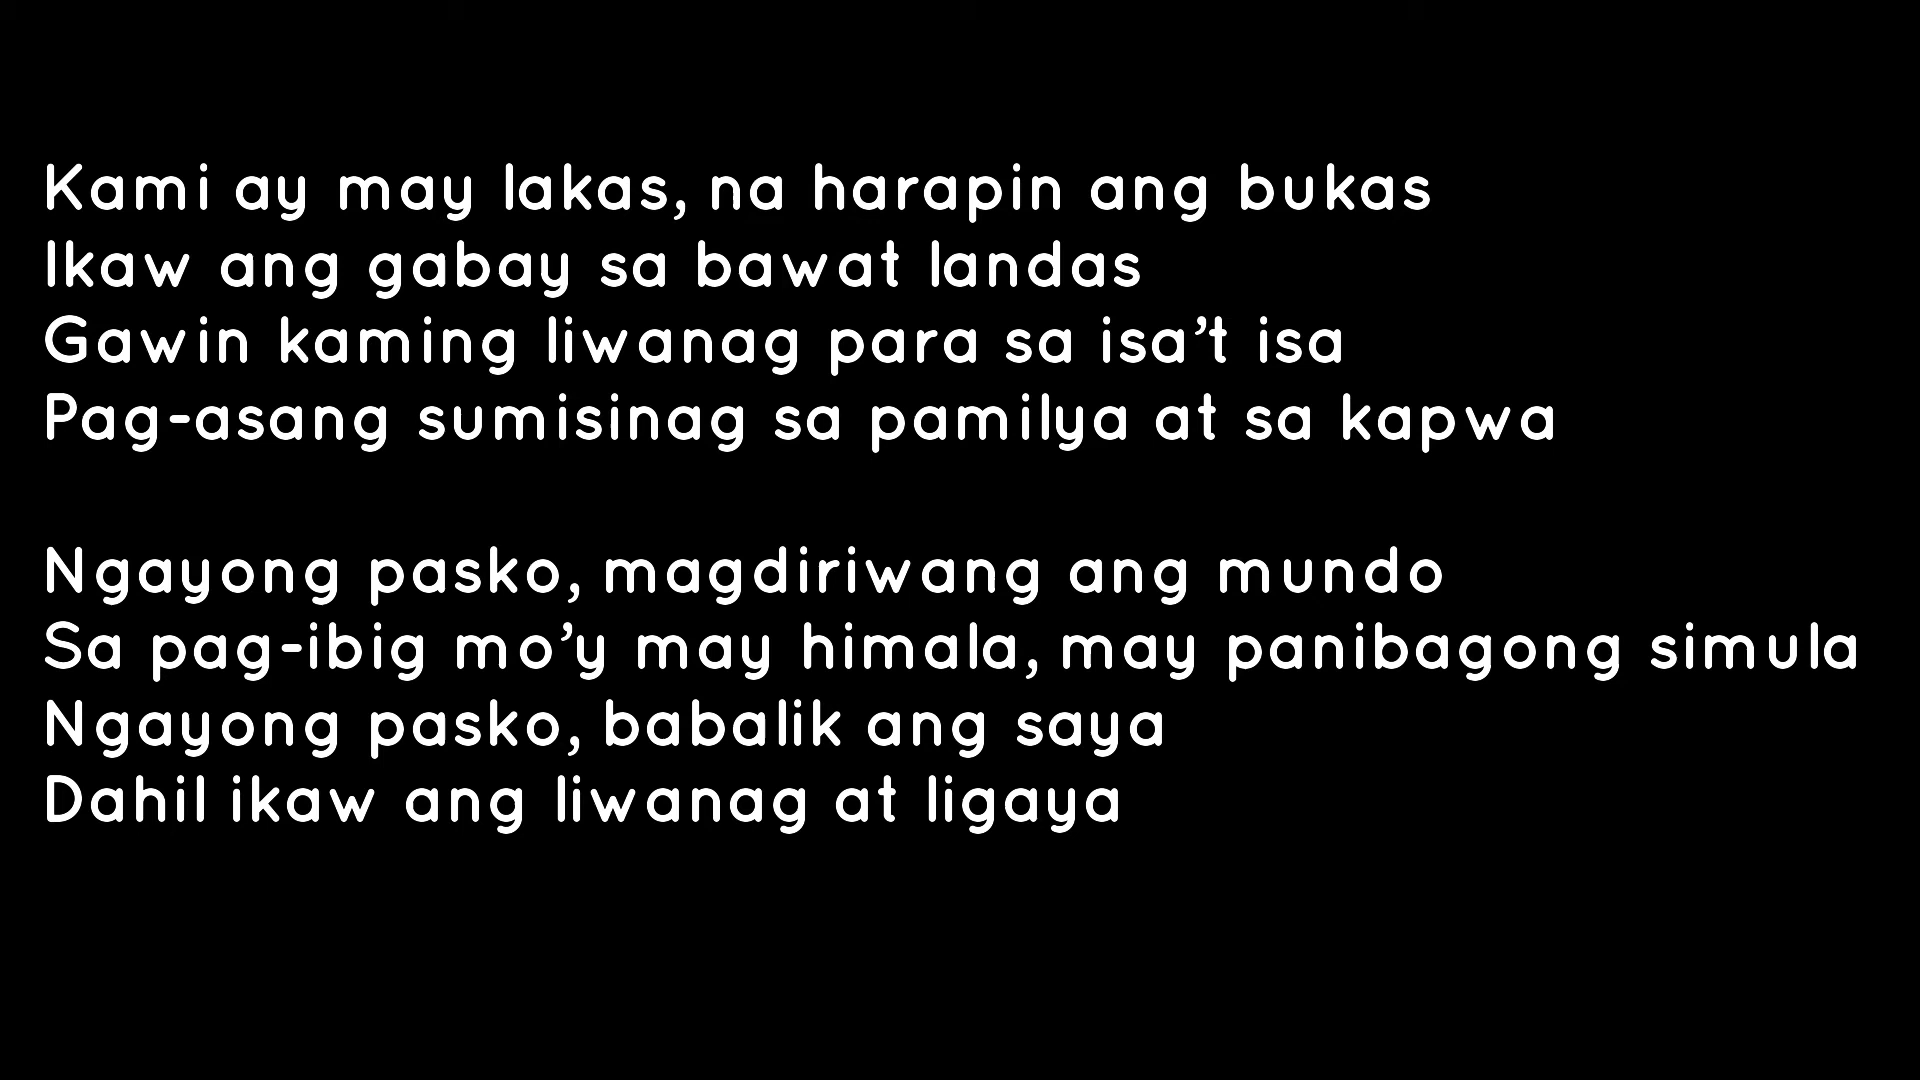 Kami ay may lakas, na harapin ang bukas
Ikaw ang gabay sa bawat landas
Gawin kaming liwanag para sa isa’t isa
Pag-asang sumisinag sa pamilya at sa kapwa
Ngayong pasko, magdiriwang ang mundo
Sa pag-ibig mo’y may himala, may panibagong simula
Ngayong pasko, babalik ang saya
Dahil ikaw ang liwanag at ligaya